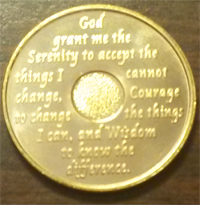 God
grant me the
Serenity to accept the
things I cannot
change, Courage
to change the things
I can, and Wisdom
to know the
difference.